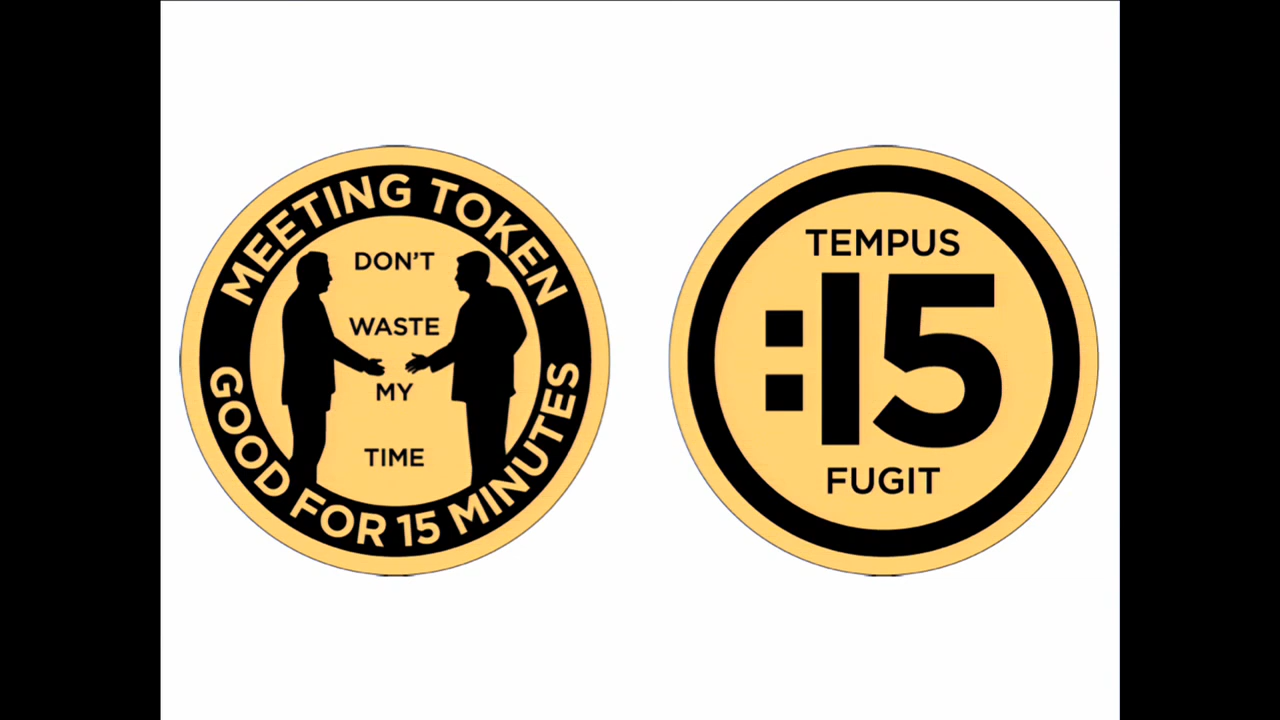 MEETING TOKEN
DON'T
WASTE
MY
TIME
GOOD FOR 15 MINUTES
TEMPUS
:15
FUGIT